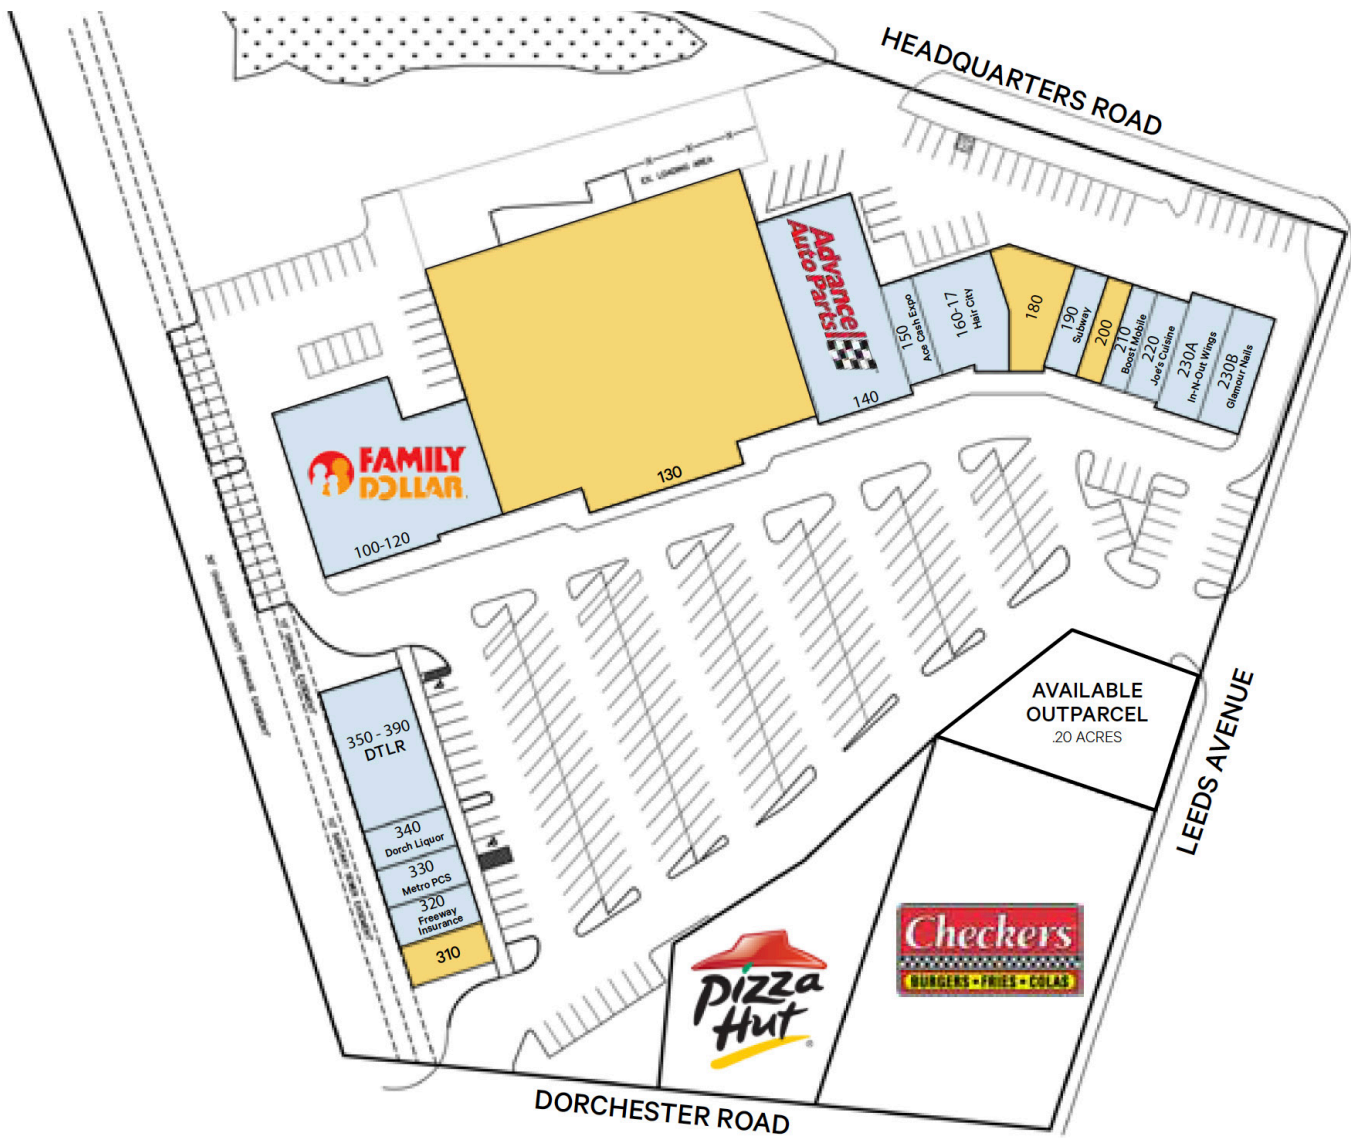 HEADQUARTERS ROAD
EX. LOADING AREA
Advance
Auto Parts
140
150
Ace Cash Expo
160-17
Hair City
180
190
Subway
200
210
Boost Mobile
220
Joe's Cuisine
230A
In-N-Out Wings
230B
Glamour Nails
130
FAMILY
DOLLAR
100-120
350 - 390
DTLR
340
Dorch Liquor
330
Metro PCS
320
Freeway
Insurance
310
AVAILABLE
OUTPARCEL
.20 ACRES
LEEDS AVENUE
Checkers
BURGERS • FRIES • COLAS
Pizza
Hut
®
DORCHESTER ROAD